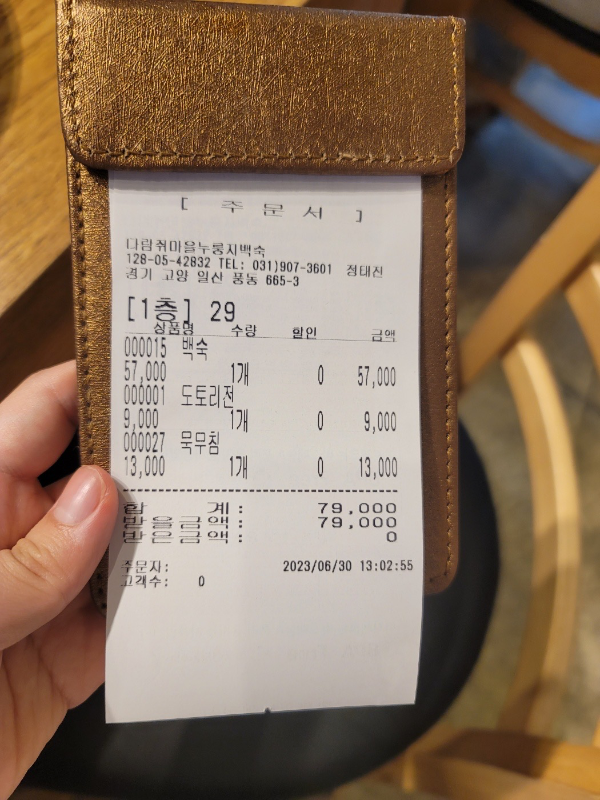 [ 주 문 서 ]
다람쥐마을누룽지백숙
128-05-42832 TEL: 031)907-3601 정태진
경기 고양 일산 풍동 665-3
[1층] 29
상품명 수량 할인 금액
000015 백숙
57,000 1개 0 57,000
000001 도토리전
9,000 1개 0 9,000
000027 묵무침
13,000 1개 0 13,000
합 계: 79,000
받을금액: 79,000
받은금액: 0
주문자: 2023/06/30 13:02:55
고객수: 0